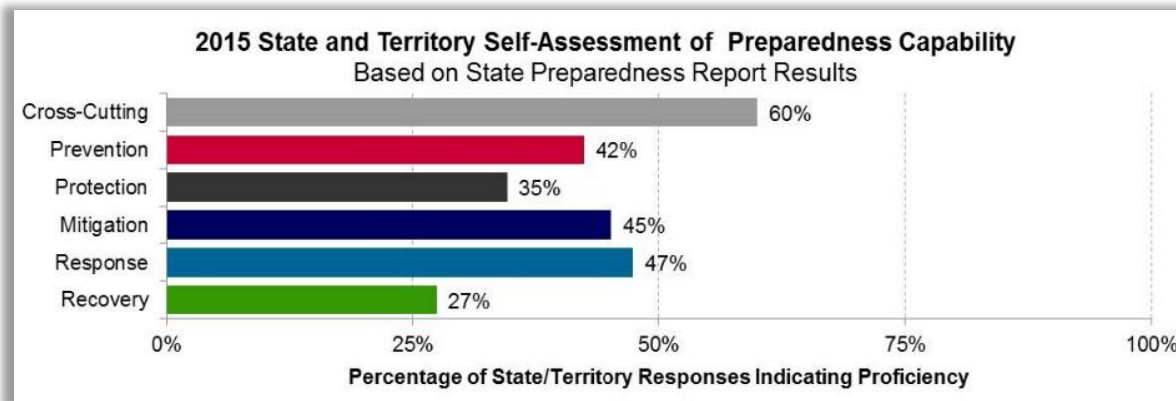 2015 State and Territory Self-Assessment of Preparedness Capability
Based on State Preparedness Report Results
Cross-Cutting 60%
Prevention 42%
Protection 35%
Mitigation 45%
Response 47%
Recovery 27%
0% 25% 50% 75% 100%
Percentage of State/Territory Responses Indicating Proficiency